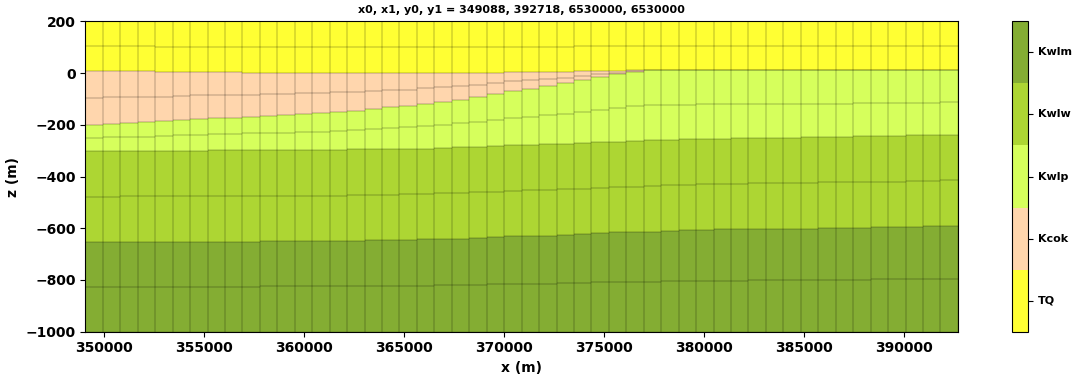 x0, x1, y0, y1 = 349088, 392718, 6530000, 6530000
200
0
−200
−400
−600
−800
−1000
z (m)
350000 355000 360000 365000 370000 375000 380000 385000 390000
x (m)
Kwlm
Kwlw
Kwlp
Kcok
TQ